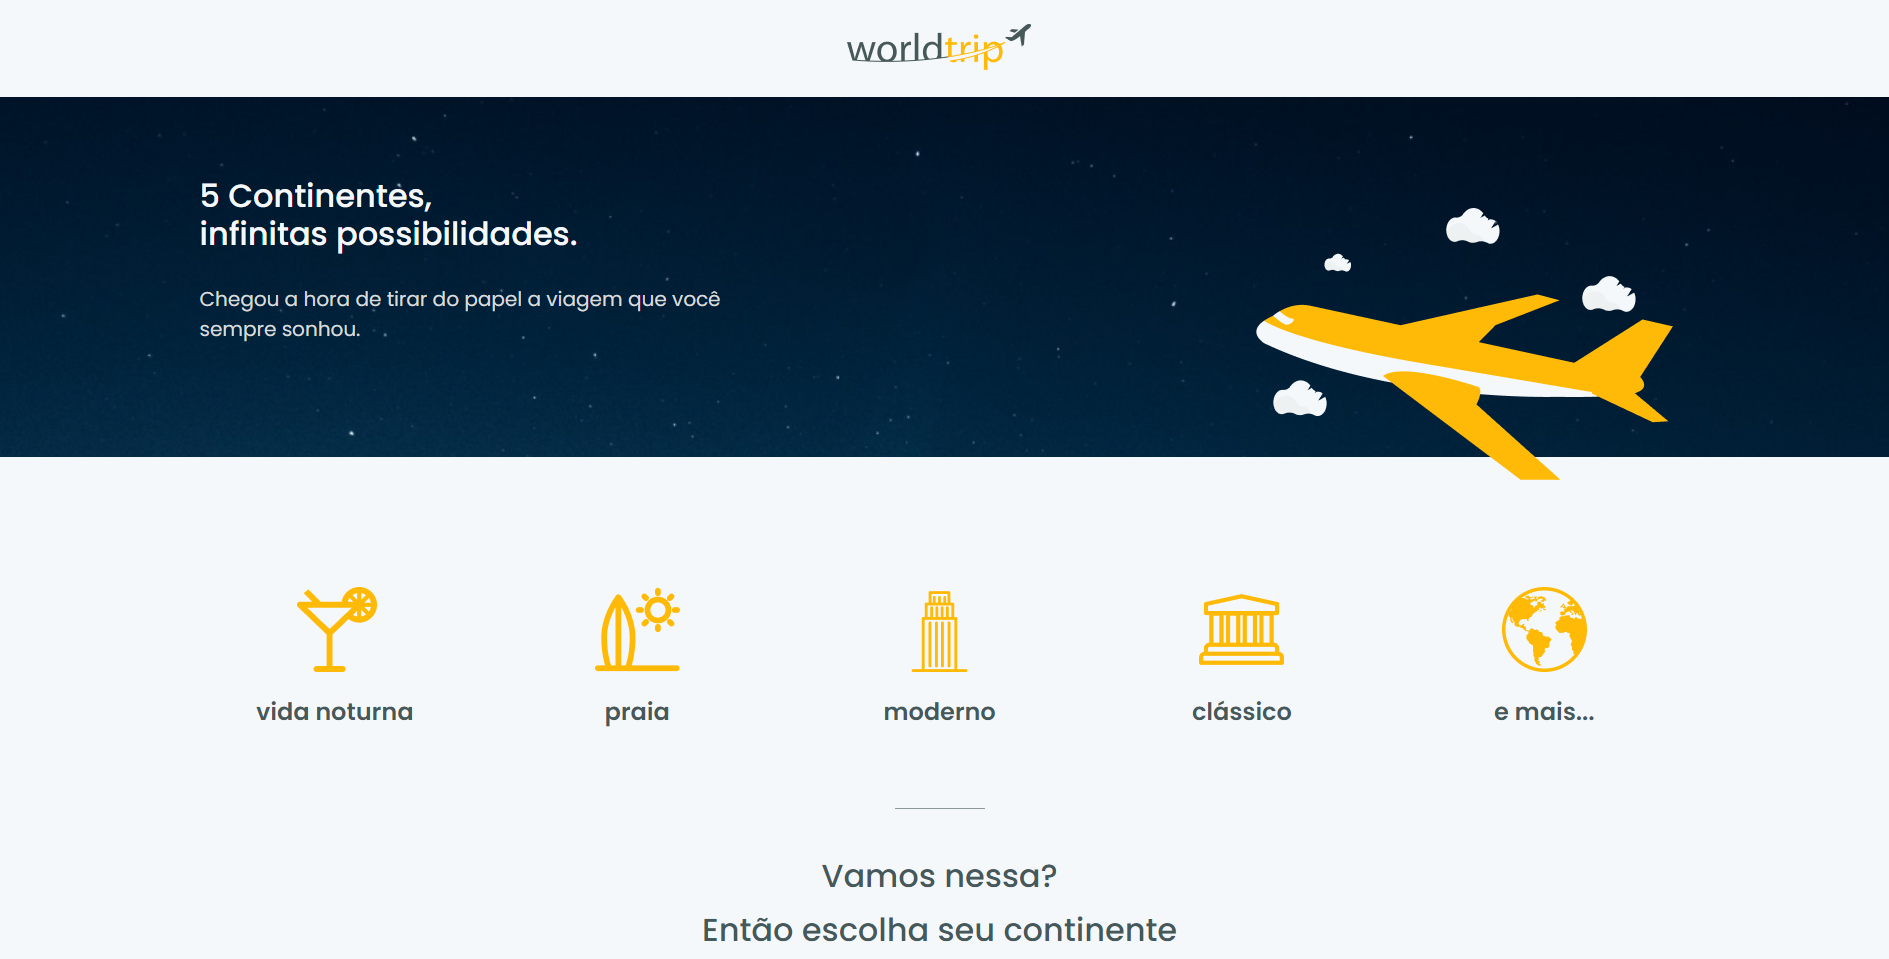 worldtrip
5 Continentes,
infinitas possibilidades.
Chegou a hora de tirar do papel a viagem que você
sempre sonhou.
vida noturna
praia
moderno
clássico
e mais...
Vamos nessa?
Então escolha seu continente